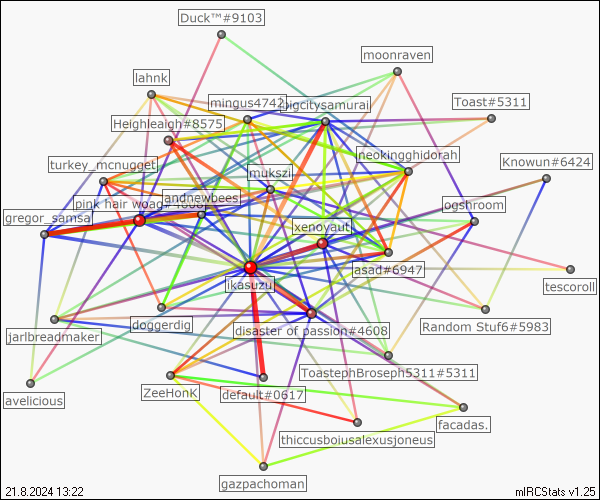 Duck™#9103
moonraven
lahnk
mingus4742
bigcitysamurai
Toast#5311
Heighleaigh#8575
neokingghidorah
turkey_mcnugget
Knowun#6424
mukszi
andnewbees
pink hair woag#4868
ogshroom
gregor_samsa
xenoyaut
asad#6947
ikasuzu
tescoroll
doggerdig
disaster of passion#4608
Random Stuf6#5983
jarlbreadmaker
ToastephBroseph5311#5311
avelicious
ZeeHonK
default#0617
facadas.
thiccusboiusalexusjoneus
gazpachoman
21.8.2024 13:22
mIRCStats v1.25